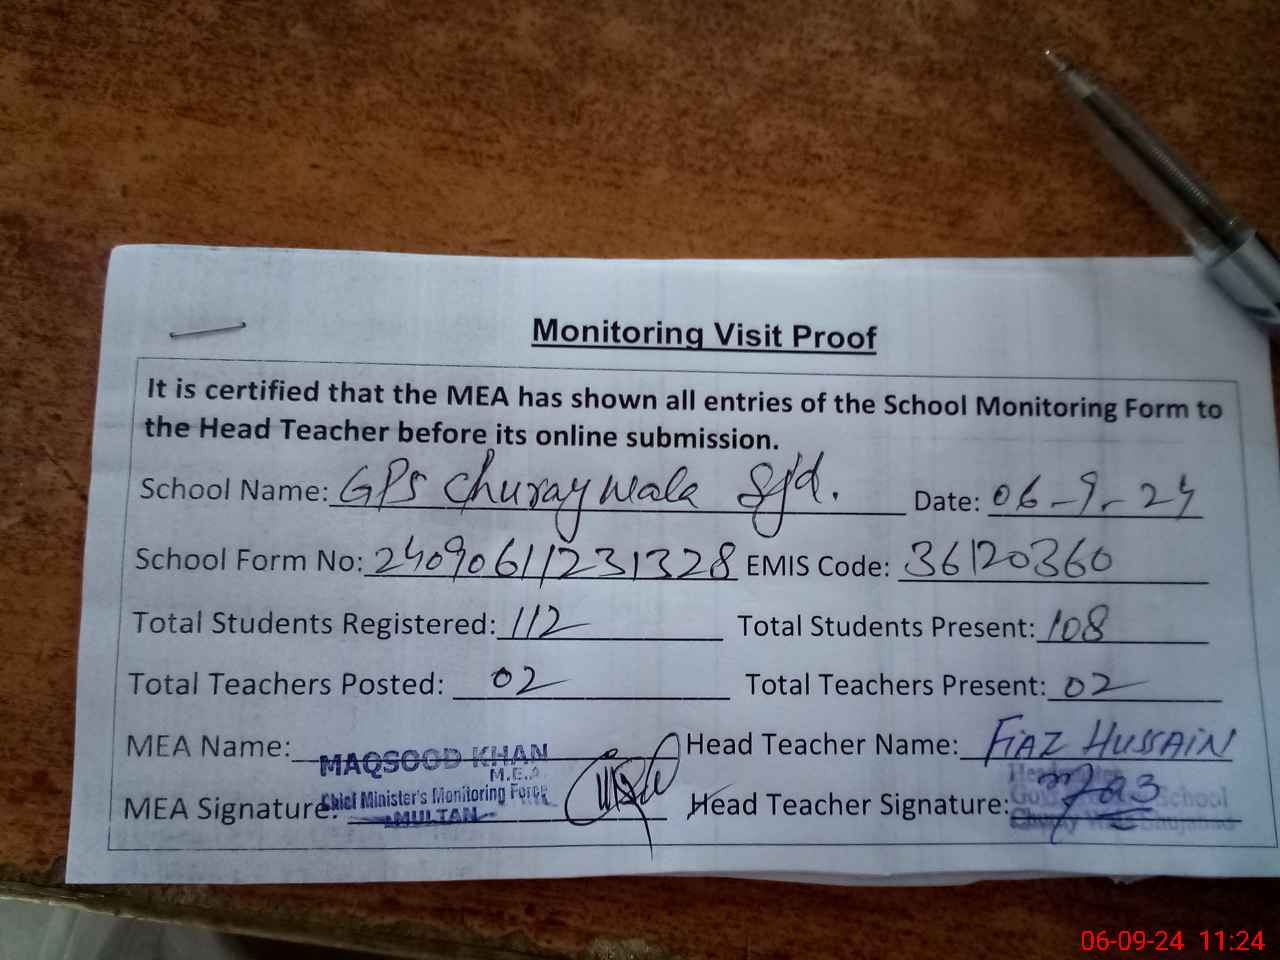 Monitoring Visit Proof
It is certified that the MEA has shown all entries of the School Monitoring Form to
the Head Teacher before its online submission.
School Name: GPS Churay Wala Sjd. Date: 06-9-24
School Form No: 24090611231328 EMIS Code: 36120360
Total Students Registered: 112 Total Students Present: 108
Total Teachers Posted: 02 Total Teachers Present: 02
MEA Name: MAQSOOD KHAN Head Teacher Name: FIAZ HUSSAIN
M.E.A
Chief Minister's Monitoring Force
MEA Signature: MULTAN Head Teacher Signature:
School
06-09-24 11:24